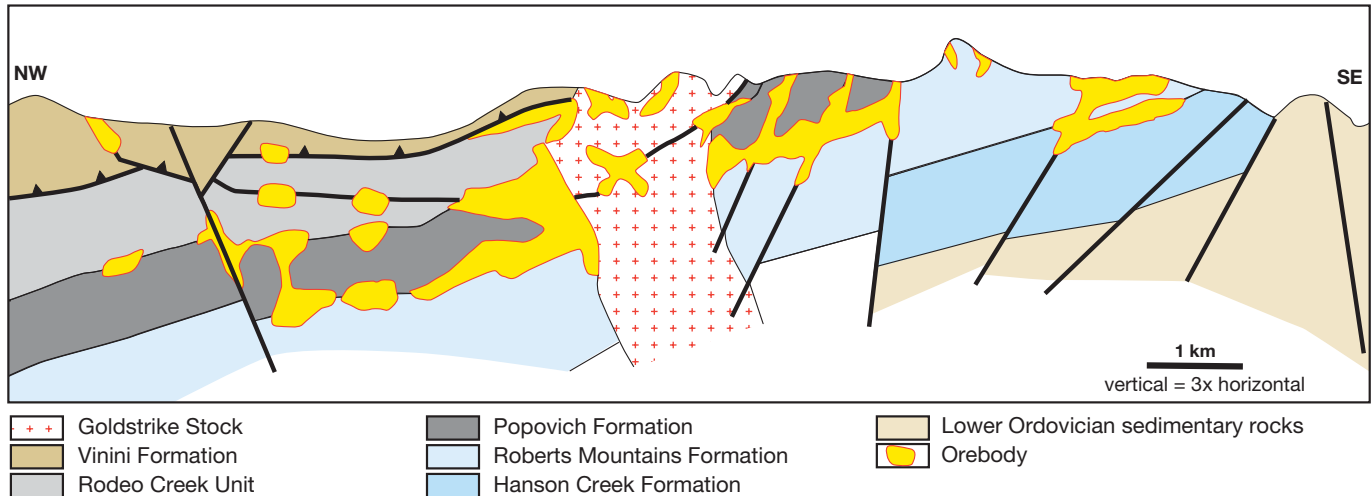 NW
SE
1 km
vertical = 3x horizontal
Goldstrike Stock
Vinini Formation
Rodeo Creek Unit
Popovich Formation
Roberts Mountains Formation
Hanson Creek Formation
Lower Ordovician sedimentary rocks
Orebody